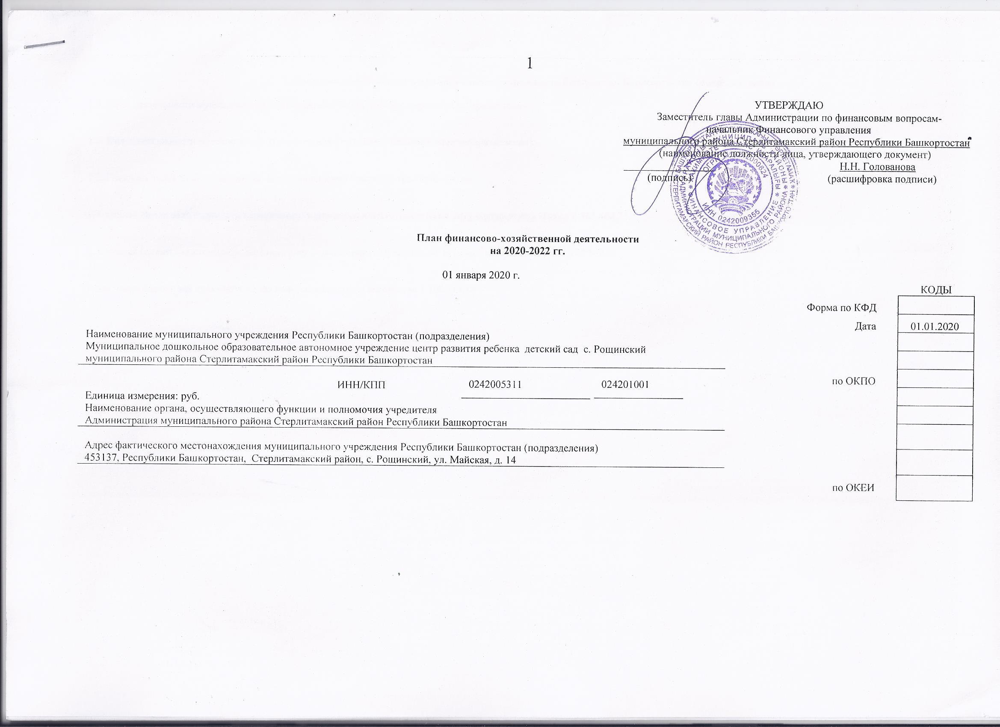 1
УТВЕРЖДАЮ
Заместитель главы Администрации по финансовым вопросам-
начальник Финансового управления
муниципального района Стерлитамакский район Республики Башкортостан
(наименование должности лица, утверждающего документ)
Н.Н. Голованова
(подпись) (расшифровка подписи)
ИНН 0242009355
ФИНАНСОВОЕ УПРАВЛЕНИЕ
АДМИНИСТРАЦИИ МУНИЦИПАЛЬНОГО РАЙОНА
СТЕРЛИТАМАКСКИЙ РАЙОН РЕСПУБЛИКИ БАШКОРТОСТАН
План финансово-хозяйственной деятельности
на 2020-2022 гг.
01 января 2020 г.
КОДЫ
Форма по КФД
Дата 01.01.2020
Наименование муниципального учреждения Республики Башкортостан (подразделения)
Муниципальное дошкольное образовательное автономное учреждение центр развития ребенка детский сад с. Рощинский
муниципального района Стерлитамакский район Республики Башкортостан
ИНН/КПП 0242005311 024201001 по ОКПО
Единица измерения: руб.
Наименование органа, осуществляющего функции и полномочия учредителя
Администрация муниципального района Стерлитамакский район Республики Башкортостан
Адрес фактического местонахождения муниципального учреждения Республики Башкортостан (подразделения)
453137, Республики Башкортостан, Стерлитамакский район, с. Рощинский, ул. Майская, д. 14
по ОКЕИ